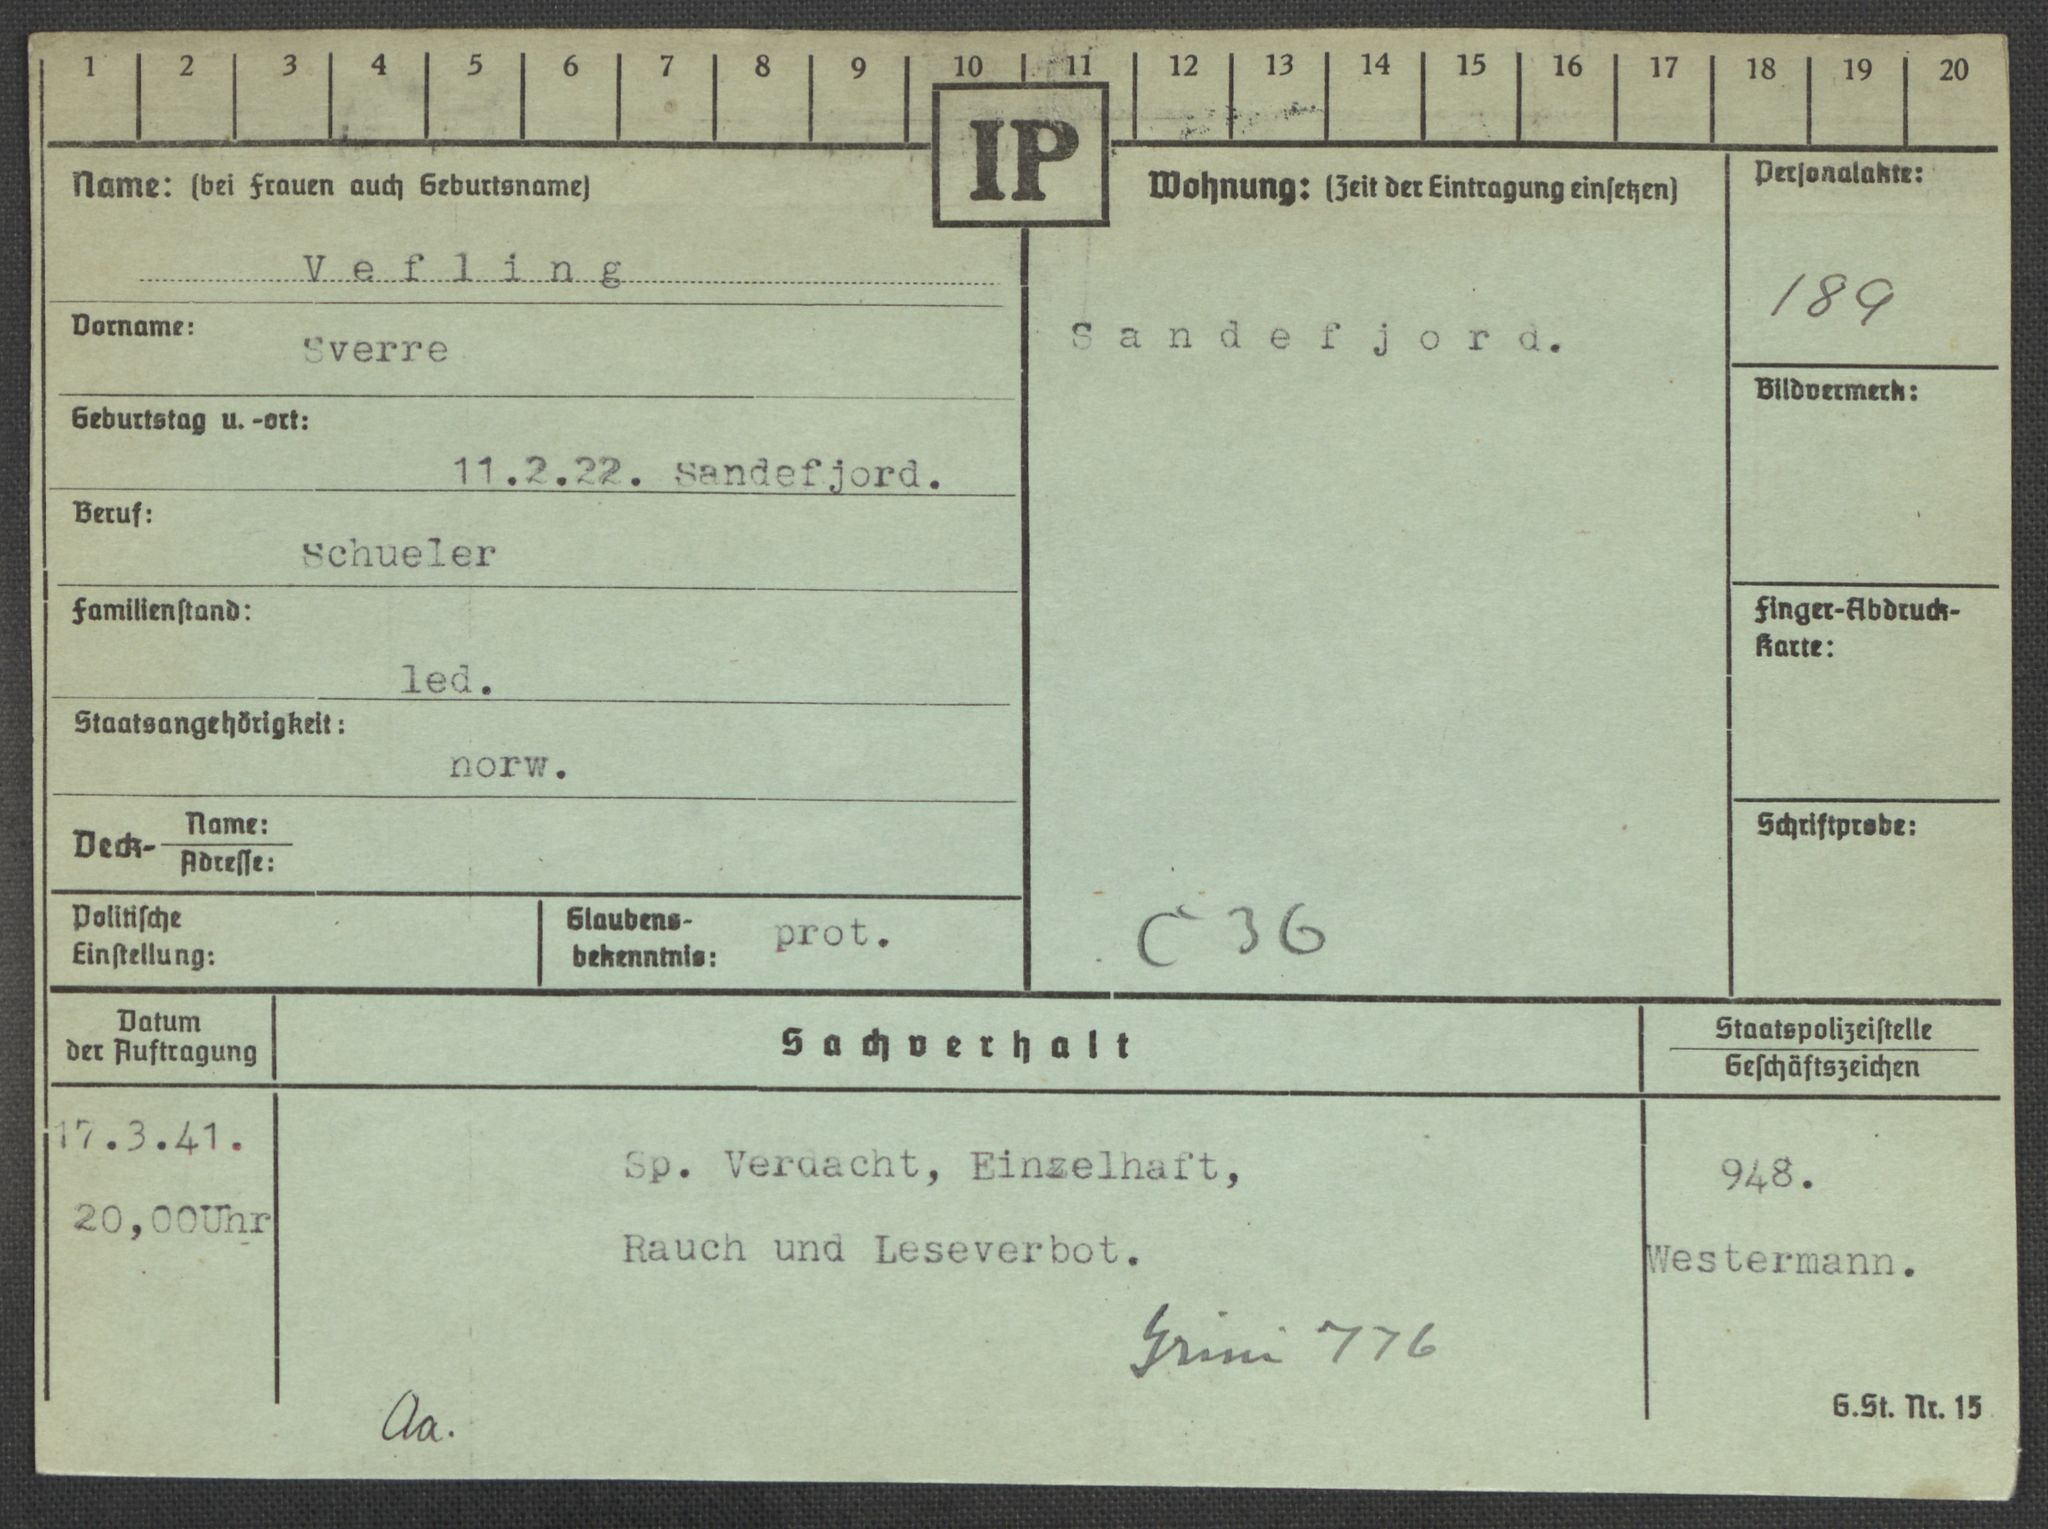 1 2 3 4 5 6 7 8 9 10 11 12 13 14 15 16 17 18 19 20
IP
Name: (bei Frauen auch Geburtsname)
Vefling
Vorname:
Sverre
Geburtstag u. -ort:
11.2.22. Sandefjord.
Beruf:
Schueler
Familienstand:
led.
Staatsangehörigkeit:
norw.
Deck- Name:
Adresse:
Politische
Einstellung:
Glaubens-
bekenntnis: prot.
Wohnung: (Zeit der Eintragung einsetzen)
Sandefjord.
C 36
Personalakte:
189
Bildvermerk:
Finger-Abdruck-
Karte:
Schriftprobe:
Datum
der Auftragung
Sachverhalt
Staatspolizeistelle
Geschäftszeichen
17.3.41.
20,00Uhr
Sp. Verdacht, Einzelhaft,
Rauch und Leseverbot.
948.
Westermann.
Grini 776
Aa.
G.St. Nr. 15